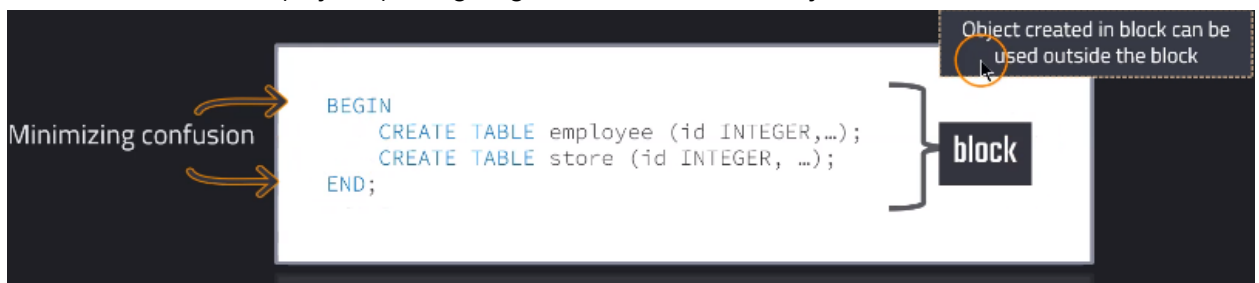 Object created in block can be
used outside the block
Minimizing confusion
BEGIN
CREATE TABLE employee (id INTEGER,…);
CREATE TABLE store (id INTEGER, …);
END;
block